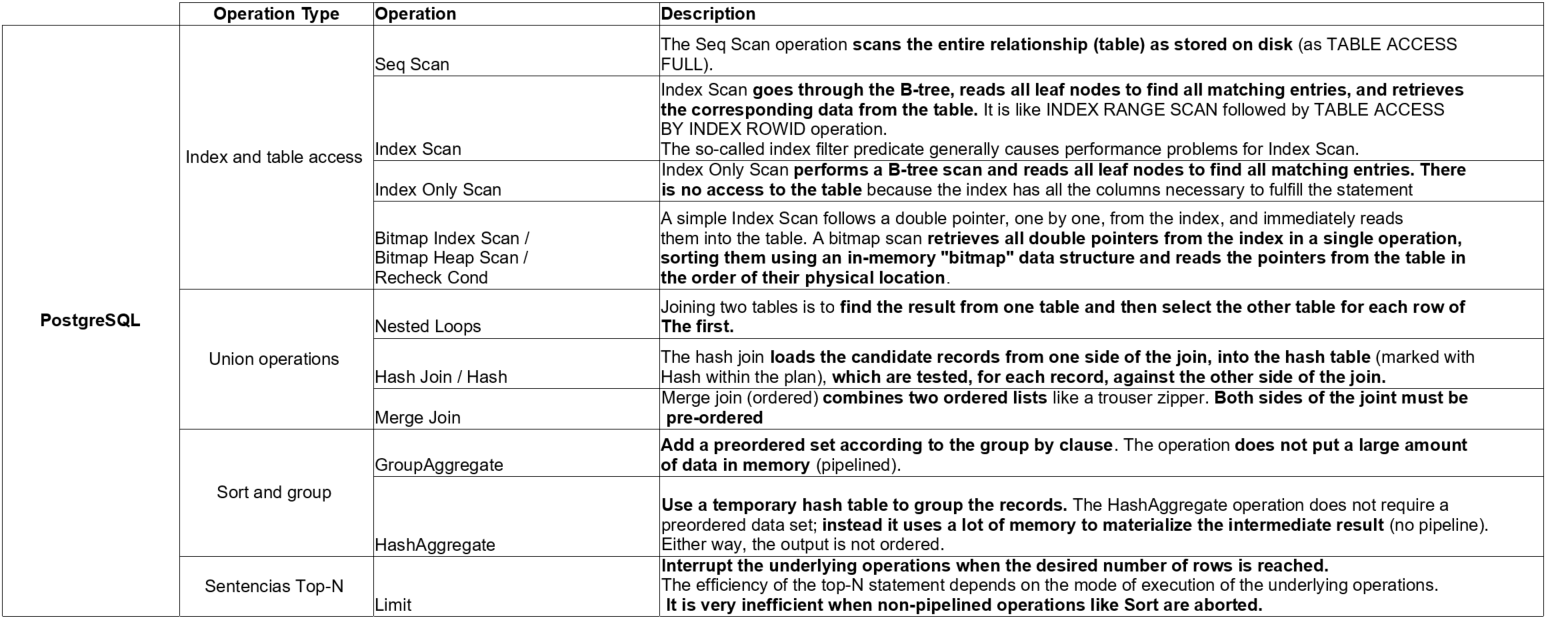 Operation Type Operation Description
PostgreSQL
Index and table access
Seq Scan
The Seq Scan operation scans the entire relationship (table) as stored on disk (as TABLE ACCESS
FULL).
Index Scan
Index Scan goes through the B-tree, reads all leaf nodes to find all matching entries, and retrieves
the corresponding data from the table. It is like INDEX RANGE SCAN followed by TABLE ACCESS
BY INDEX ROWID operation.
The so-called index filter predicate generally causes performance problems for Index Scan.
Index Only Scan
Index Only Scan performs a B-tree scan and reads all leaf nodes to find all matching entries. There
is no access to the table because the index has all the columns necessary to fulfill the statement
Bitmap Index Scan /
Bitmap Heap Scan /
Recheck Cond
A simple Index Scan follows a double pointer, one by one, from the index, and immediately reads
them into the table. A bitmap scan retrieves all double pointers from the index in a single operation,
sorting them using an in-memory "bitmap" data structure and reads the pointers from the table in
the order of their physical location.
Union operations
Nested Loops
Joining two tables is to find the result from one table and then select the other table for each row of
The first.
Hash Join / Hash
The hash join loads the candidate records from one side of the join, into the hash table (marked with
Hash within the plan), which are tested, for each record, against the other side of the join.
Merge Join
Merge join (ordered) combines two ordered lists like a trouser zipper. Both sides of the joint must be
pre-ordered
Sort and group
GroupAggregate
Add a preordered set according to the group by clause. The operation does not put a large amount
of data in memory (pipelined).
HashAggregate
Use a temporary hash table to group the records. The HashAggregate operation does not require a
preordered data set; instead it uses a lot of memory to materialize the intermediate result (no pipeline).
Either way, the output is not ordered.
Sentencias Top-N
Limit
Interrupt the underlying operations when the desired number of rows is reached.
The efficiency of the top-N statement depends on the mode of execution of the underlying operations.
It is very inefficient when non-pipelined operations like Sort are aborted.